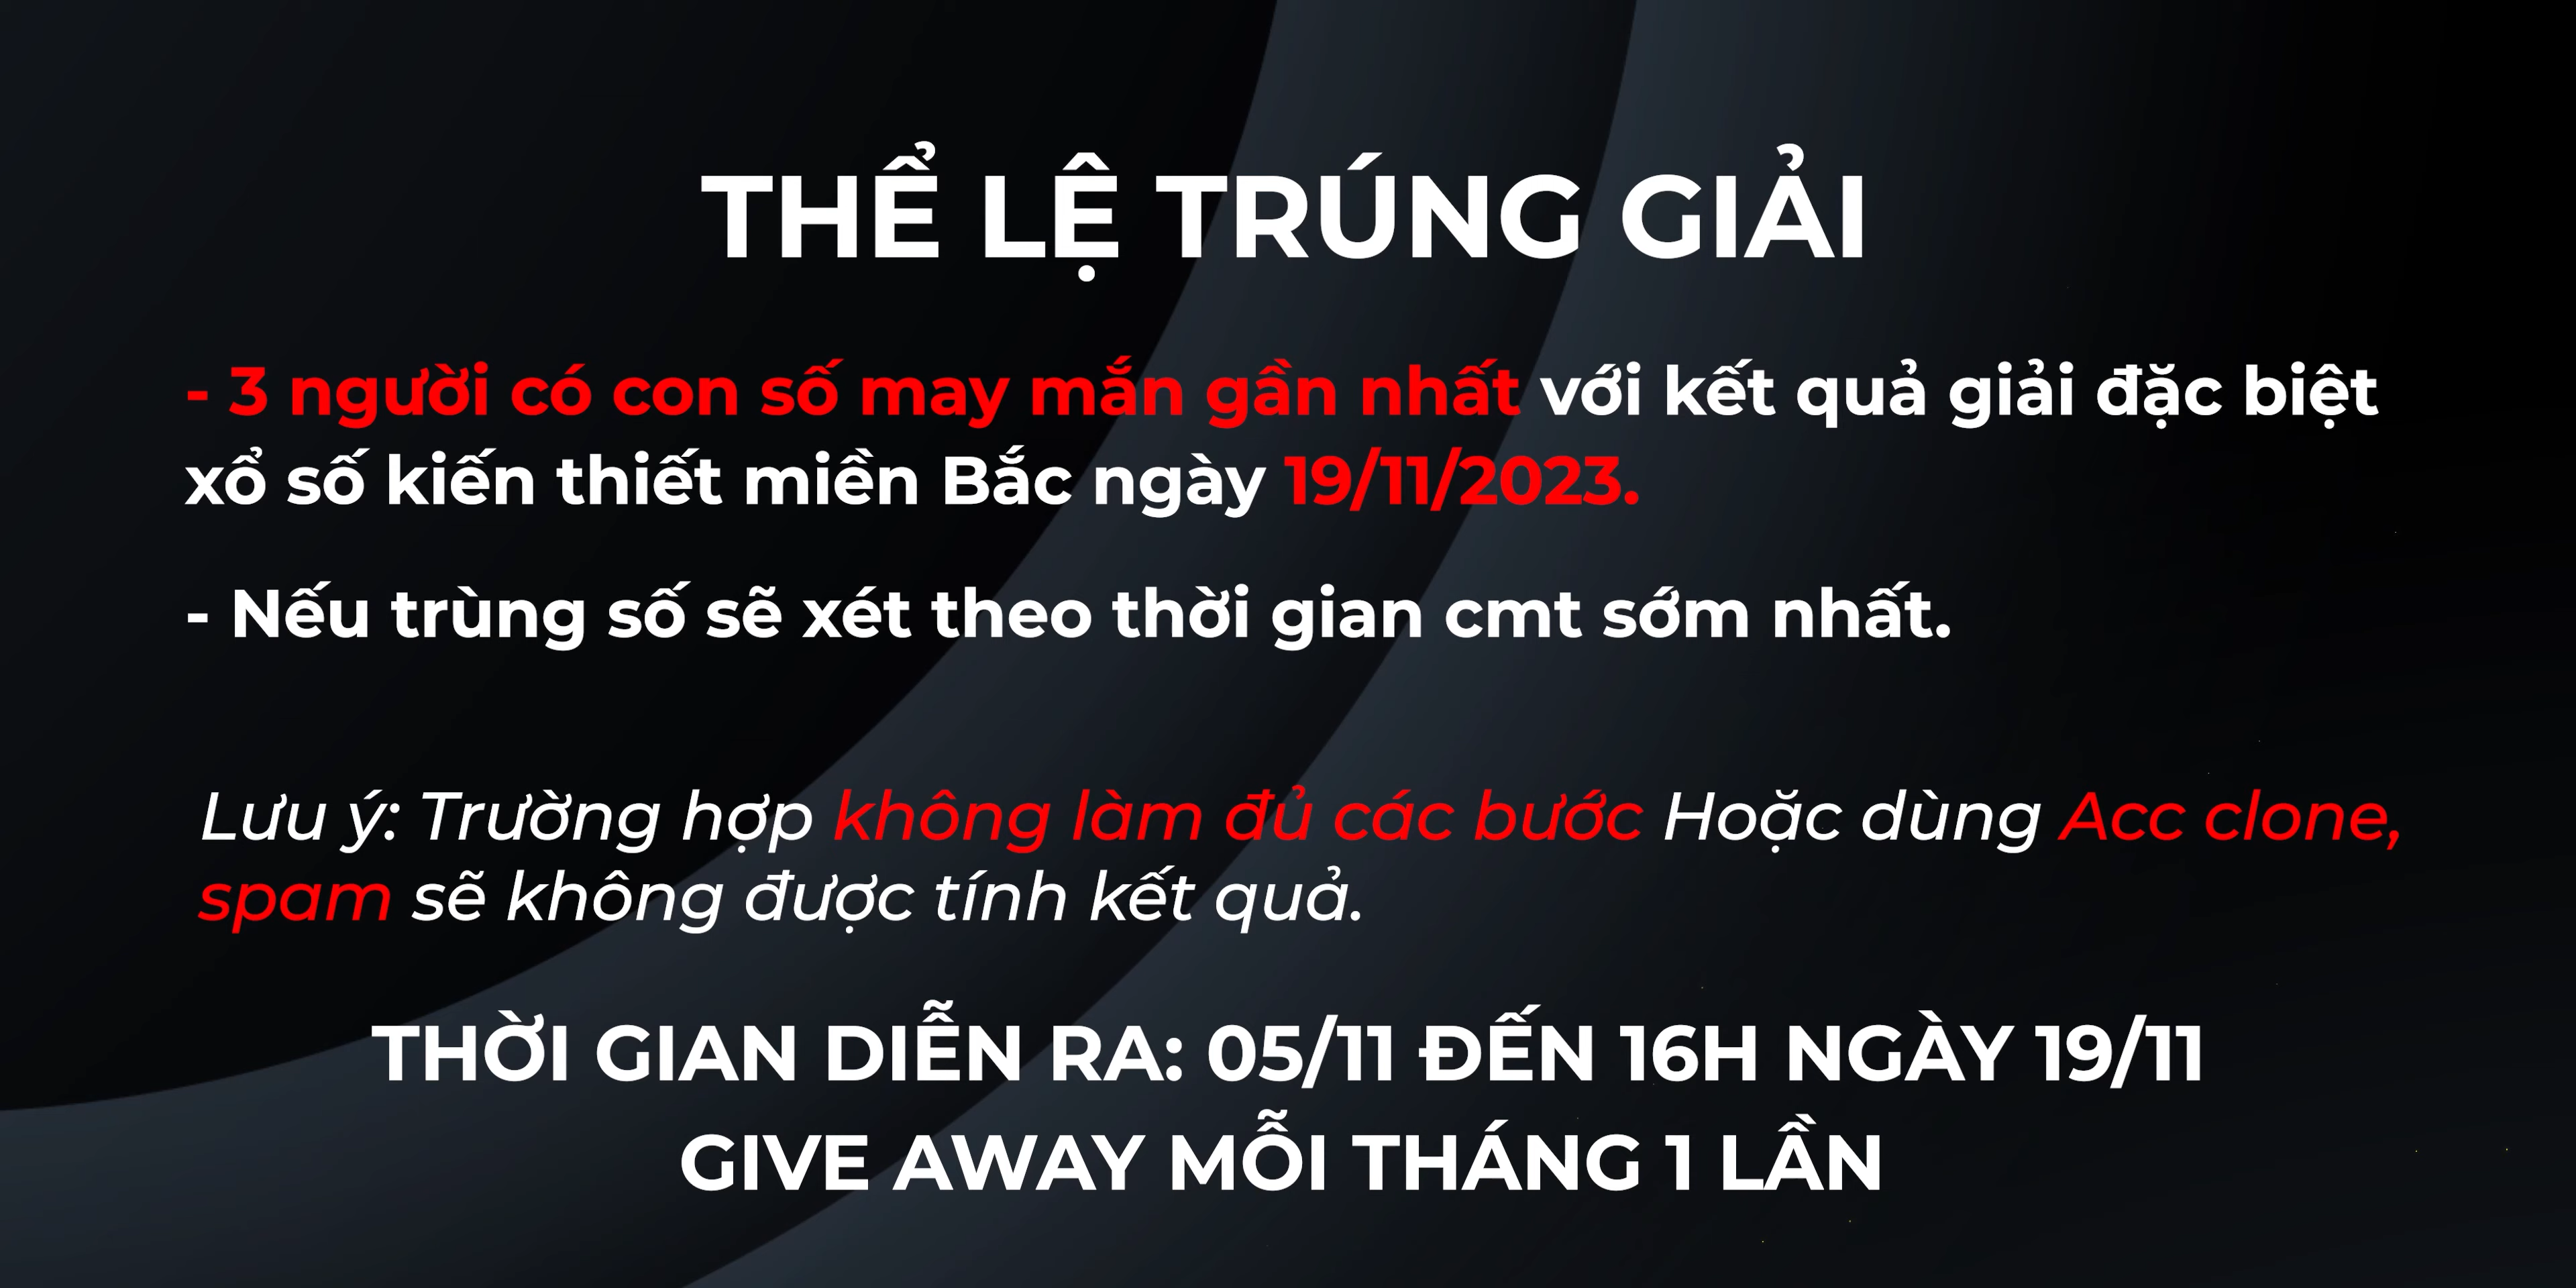 THỂ LỆ TRÚNG GIẢI
- 3 người có con số may mắn gần nhất với kết quả giải đặc biệt
xổ số kiến thiết miền Bắc ngày 19/11/2023.
- Nếu trùng số sẽ xét theo thời gian cmt sớm nhất.
Lưu ý: Trường hợp không làm đủ các bước Hoặc dùng Acc clone,
spam sẽ không được tính kết quả.
THỜI GIAN DIỄN RA: 05/11 ĐẾN 16H NGÀY 19/11
GIVE AWAY MỖI THÁNG 1 LẦN